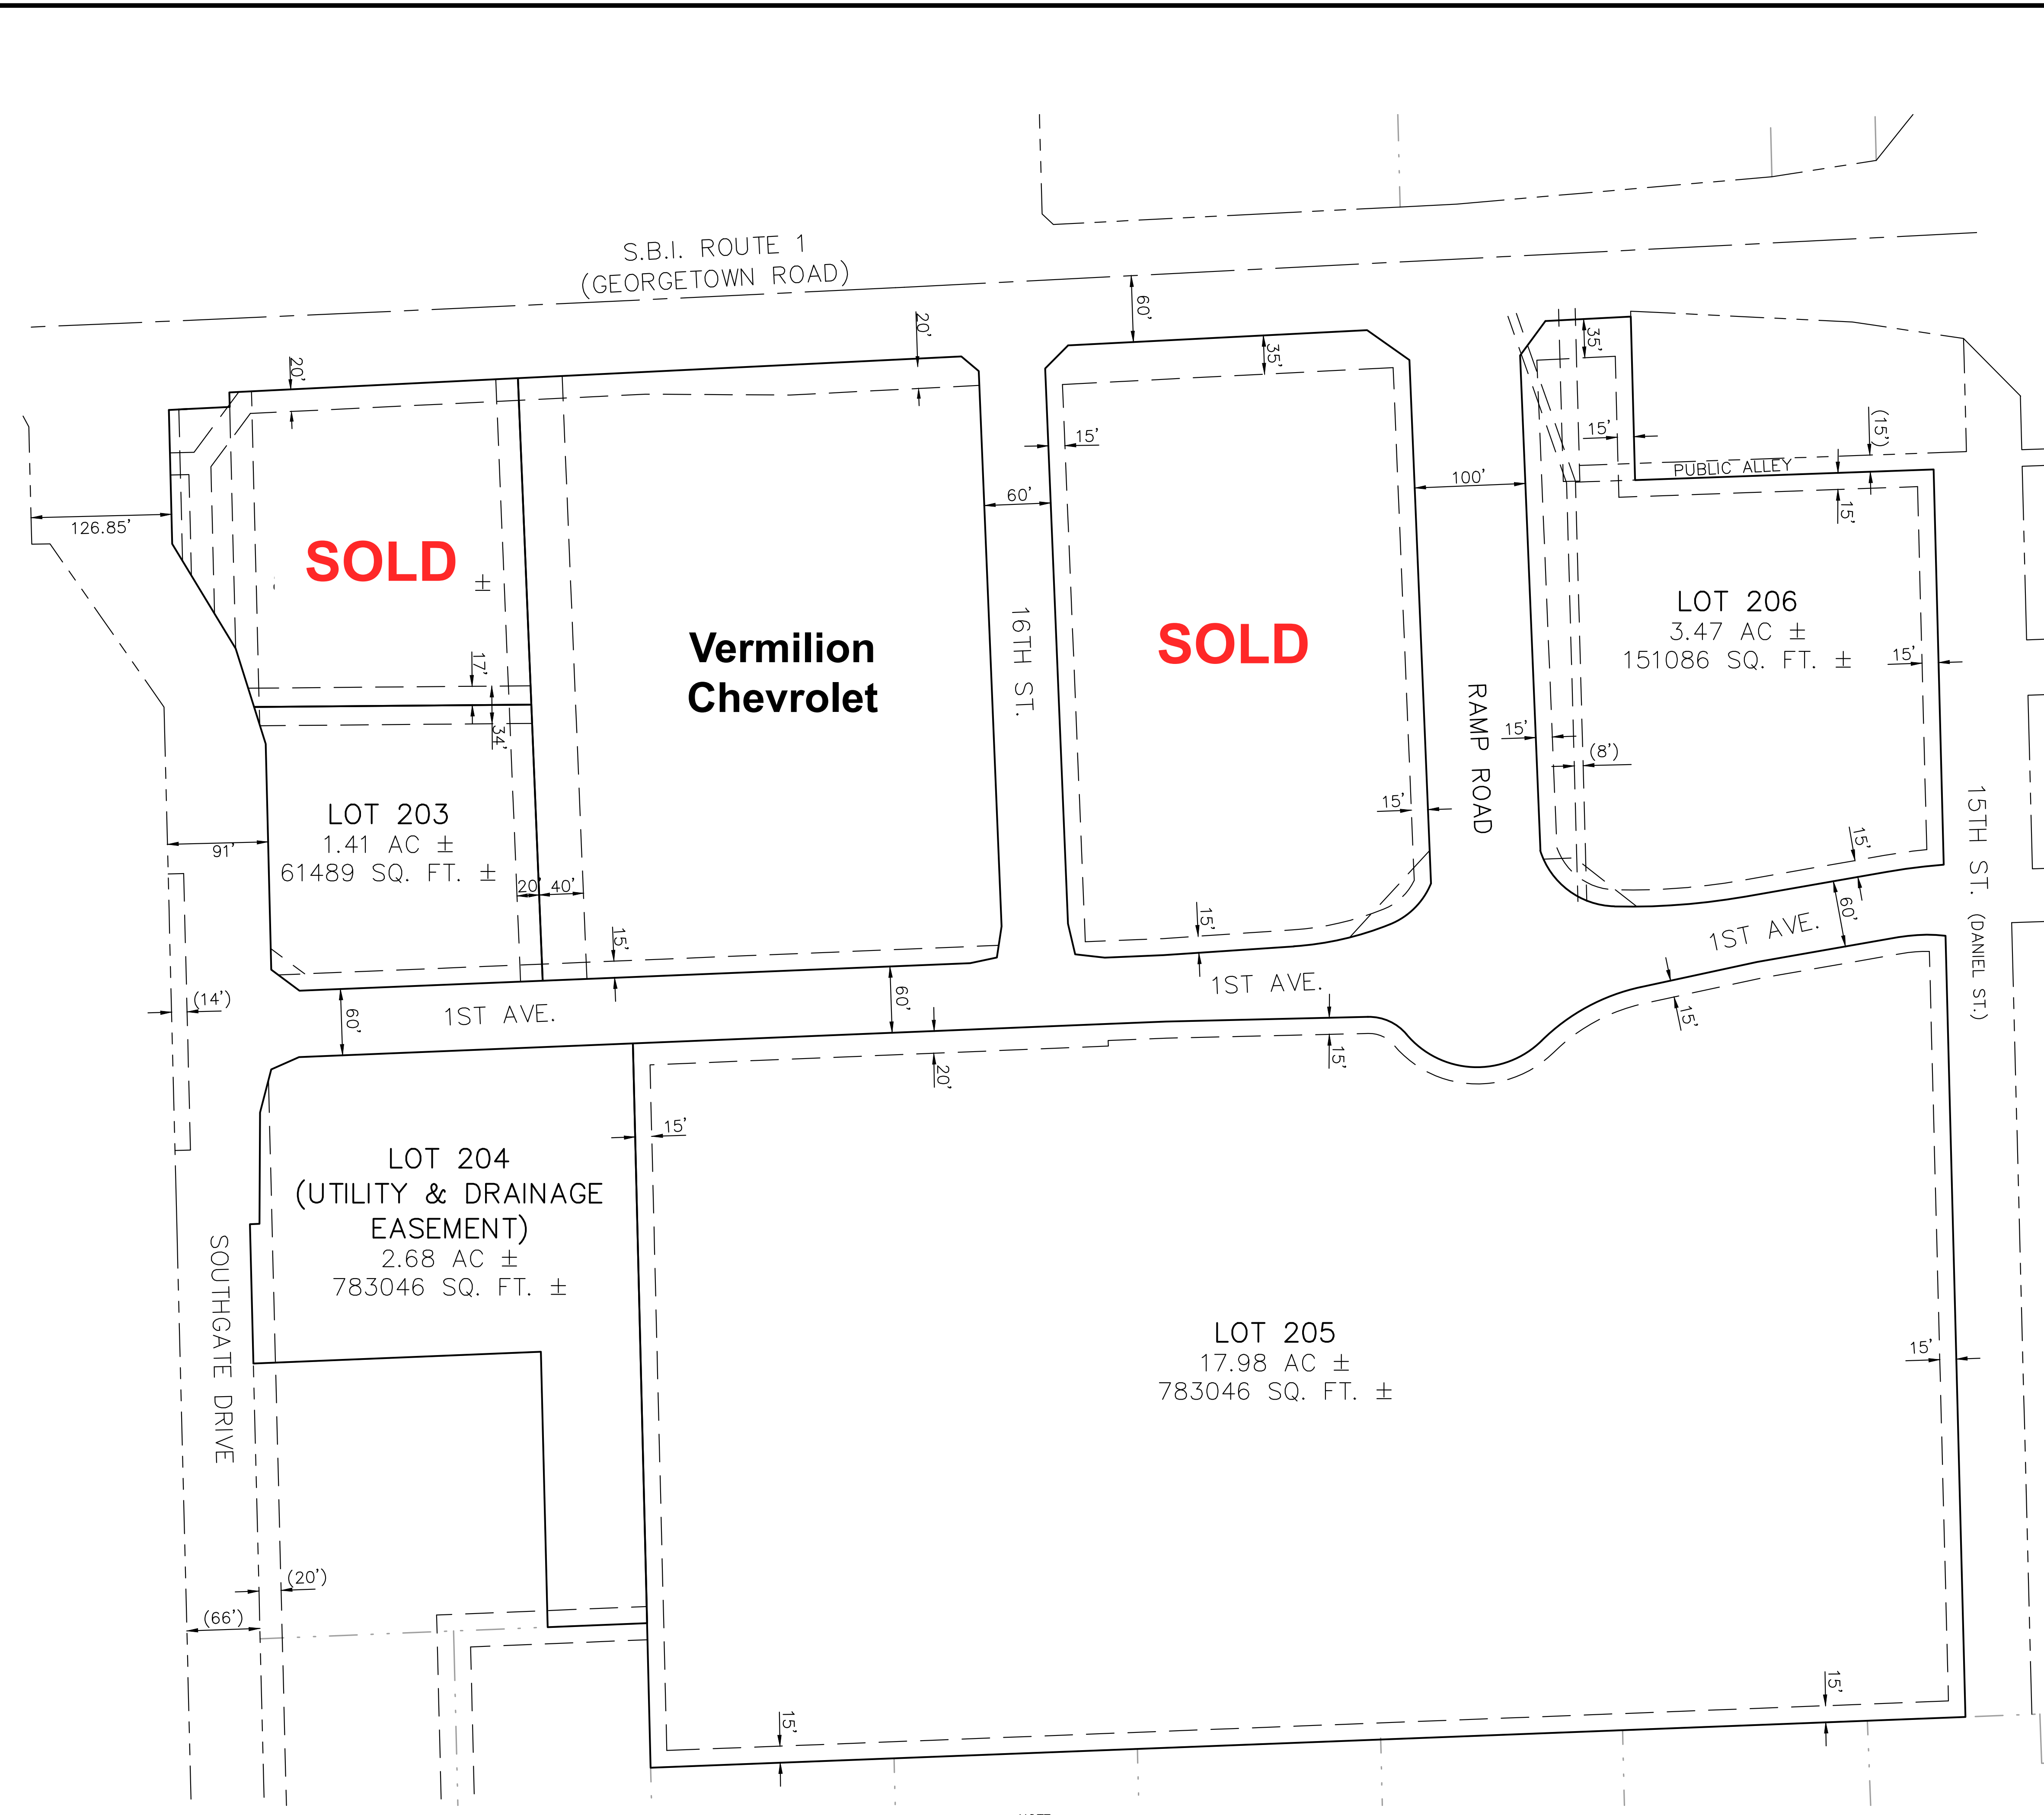 S.B.I. ROUTE 1
(GEORGETOWN ROAD)
60'
20'
20'
35'
35'
15'
15'
(15')
PUBLIC ALLEY
15'
100'
60'
126.85'
SOLD
±
Vermilion
Chevrolet
16TH ST.
SOLD
RAMP ROAD
LOT 206
3.47 AC ±
151086 SQ. FT. ±
15'
15'
(8')
17'
34'
LOT 203
1.41 AC ±
61489 SQ. FT. ±
91'
20'
40'
15'
15'
15'
15'
60'
15TH ST. (DANIEL ST.)
1ST AVE.
1ST AVE.
1ST AVE.
(14')
60'
60'
20'
15'
15'
15'
LOT 204
(UTILITY & DRAINAGE
EASEMENT)
2.68 AC ±
783046 SQ. FT. ±
SOUTHGATE DRIVE
LOT 205
17.98 AC ±
783046 SQ. FT. ±
15'
(20')
(66')
15'
15'